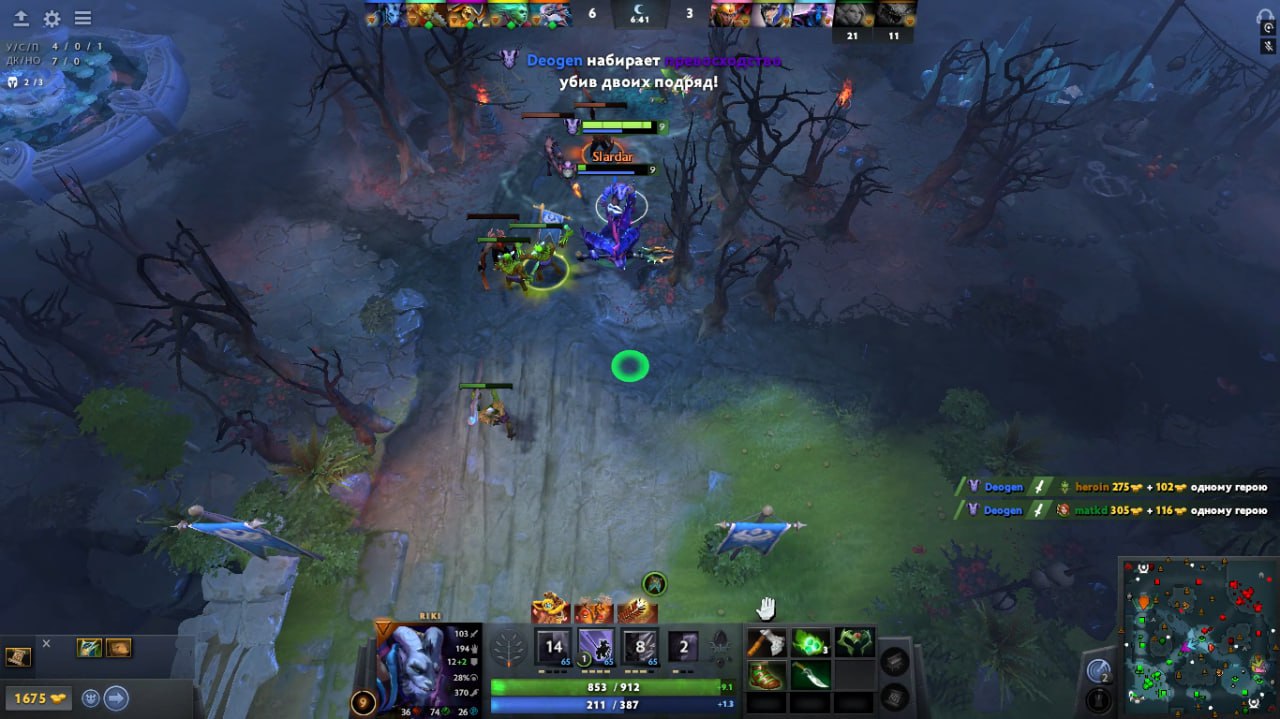 6 6:41 3
21 11
У/С/П 4 / 0 / 1
ДК/НО 7 / 0
2 / 3
Deogen набирает превосходство
убив двоих подряд!
9
Slardar
9
Deogen heroin 275 + 102 одному герою
Deogen matkd 305 + 116 одному герою
RIKI
103
194
12+2
28%
370
36 74 26
9
14 65
1 65
8 65
2
3
853 / 912 +9.1
211 / 387 +1.3
1675
2